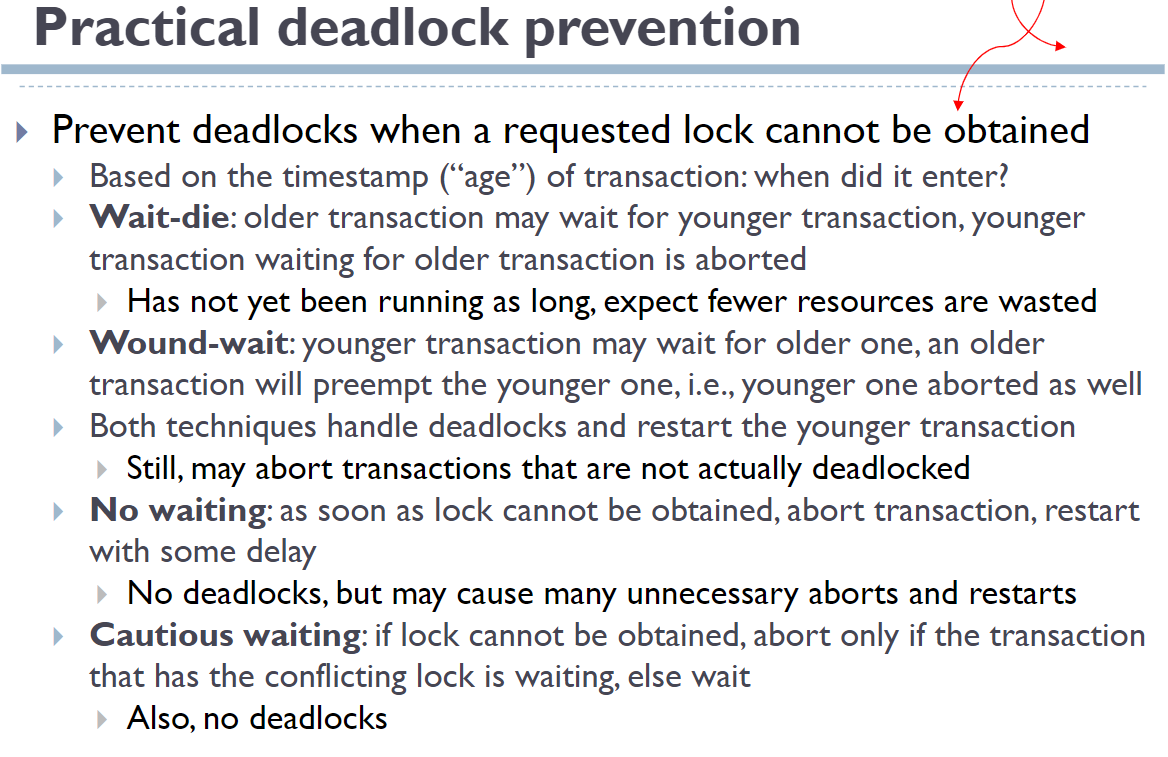 Practical deadlock prevention
Prevent deadlocks when a requested lock cannot be obtained
Based on the timestamp (“age”) of transaction: when did it enter?
Wait-die: older transaction may wait for younger transaction, younger
transaction waiting for older transaction is aborted
Has not yet been running as long, expect fewer resources are wasted
Wound-wait: younger transaction may wait for older one, an older
transaction will preempt the younger one, i.e., younger one aborted as well
Both techniques handle deadlocks and restart the younger transaction
Still, may abort transactions that are not actually deadlocked
No waiting: as soon as lock cannot be obtained, abort transaction, restart
with some delay
No deadlocks, but may cause many unnecessary aborts and restarts
Cautious waiting: if lock cannot be obtained, abort only if the transaction
that has the conflicting lock is waiting, else wait
Also, no deadlocks